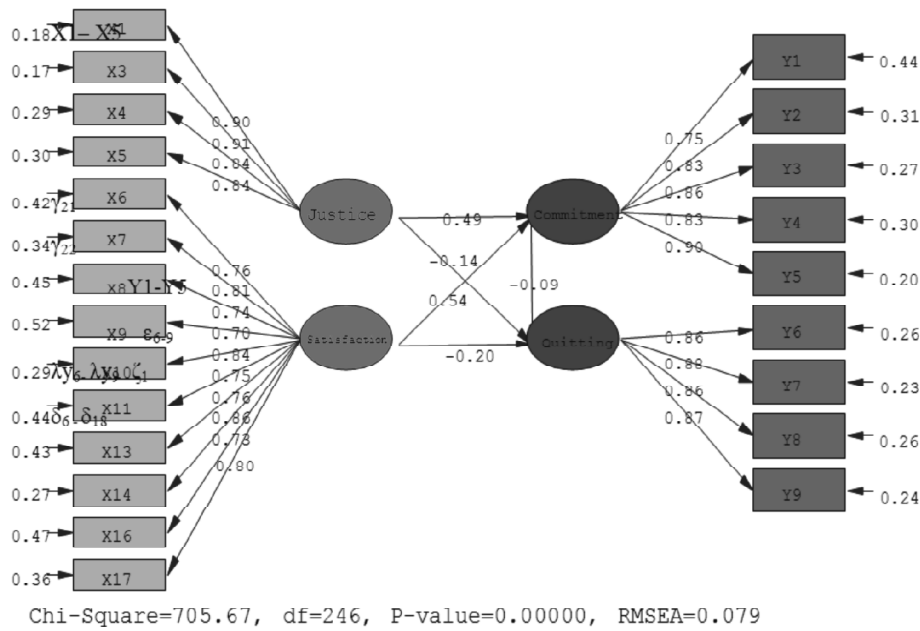 0.18 X1– X5
0.17 X3
0.29 X4
0.30 X5
0.42 γ21 X6
0.34 γ22 X7
0.45 X8 Y1-Y5
0.52 X9 ε6-9
0.29
0.44 δ6-δ18 X11
0.43 X13
0.27 X14
0.47 X16
0.36 X17
0.90
0.91
0.84
0.84
0.76
0.81
0.74
0.70
0.84
0.75
0.76
0.86
0.73
0.80
Justice
Satisfaction
0.49
-0.14
0.54
-0.09
-0.20
Commitment
Quitting
0.75
0.83
0.86
0.83
0.90
0.86
0.88
0.86
0.87
Y1 0.44
Y2 0.31
Y3 0.27
Y4 0.30
Y5 0.20
Y6 0.26
Y7 0.23
Y8 0.26
Y9 0.24
Chi-Square=705.67, df=246, P-value=0.00000, RMSEA=0.079